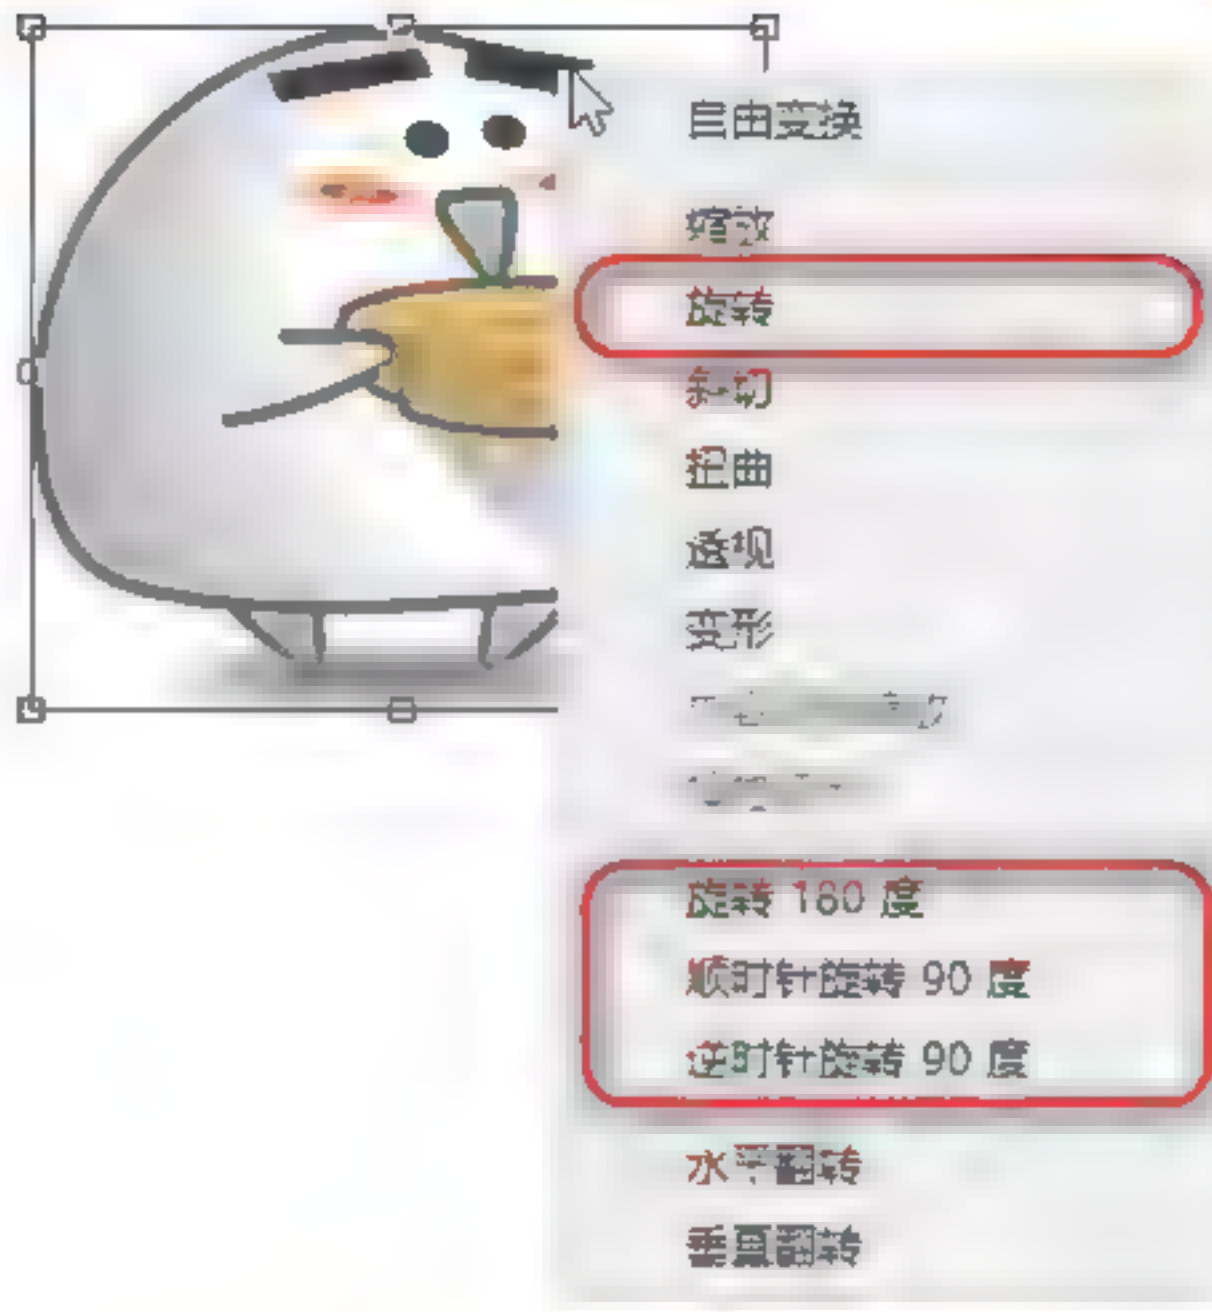 自由变换
缩放
旋转
斜切
扭曲
透视
变形
旋转 180 度
顺时针旋转 90 度
逆时针旋转 90 度
水平翻转
垂直翻转